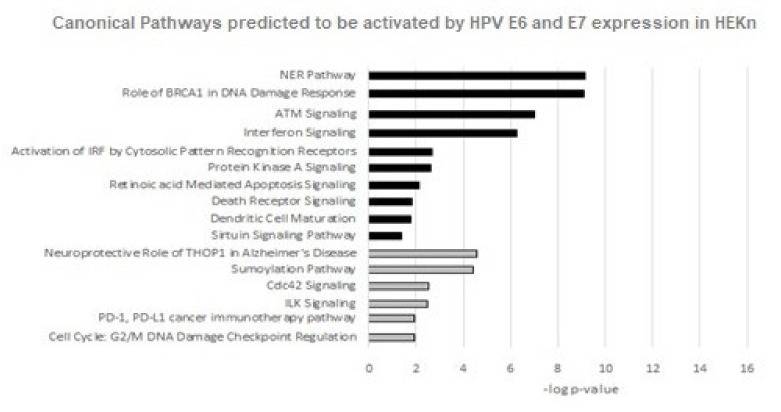 Canonical Pathways predicted to be activated by HPV E6 and E7 expression in HEKn
NER Pathway
Role of BRCA1 in DNA Damage Response
ATM Signaling
Interferon Signaling
Activation of IRF by Cytosolic Pattern Recognition Receptors
Protein Kinase A Signaling
Retinoic acid Mediated Apoptosis Signaling
Death Receptor Signaling
Dendritic Cell Maturation
Sirtuin Signaling Pathway
Neuroprotective Role of THOP1 in Alzheimer's Disease
Sumoylation Pathway
Cdc42 Signaling
ILK Signaling
PD-1, PD-L1 cancer immunotherapy pathway
Cell Cycle: G2/M DNA Damage Checkpoint Regulation
0 2 4 6 8 10 12 14 16
-log p-value